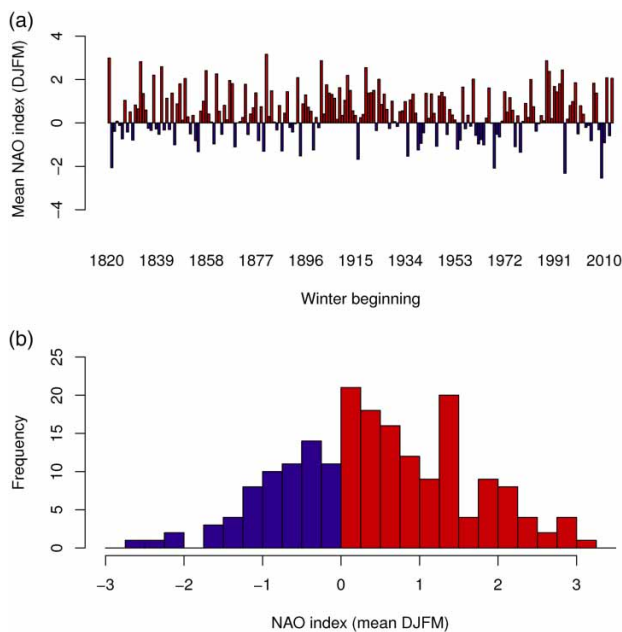 (a)
Mean NAO index (DJFM)
4
2
0
−2
−4
1820 1839 1858 1877 1896 1915 1934 1953 1972 1991 2010
Winter beginning
(b)
Frequency
25
20
15
10
5
0
−3 −2 −1 0 1 2 3
NAO index (mean DJFM)